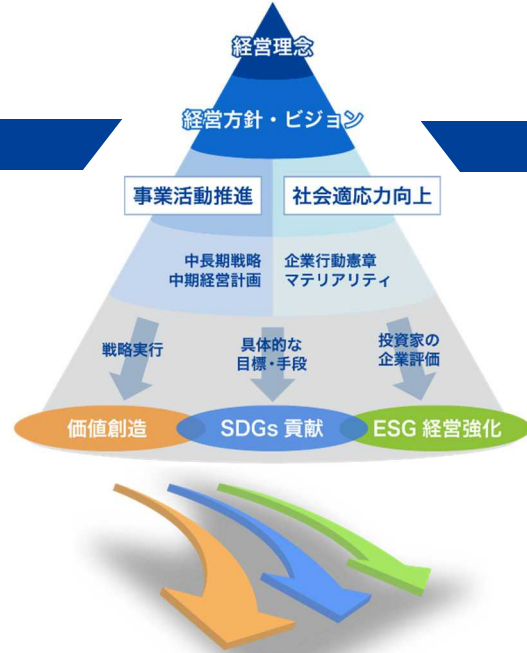 経営理念
経営方針・ビジョン
事業活動推進
社会適応力向上
中長期戦略
中期経営計画
企業行動憲章
マテリアリティ
戦略実行
具体的な
目標・手段
投資家の
企業評価
価値創造
SDGs 貢献
ESG 経営強化